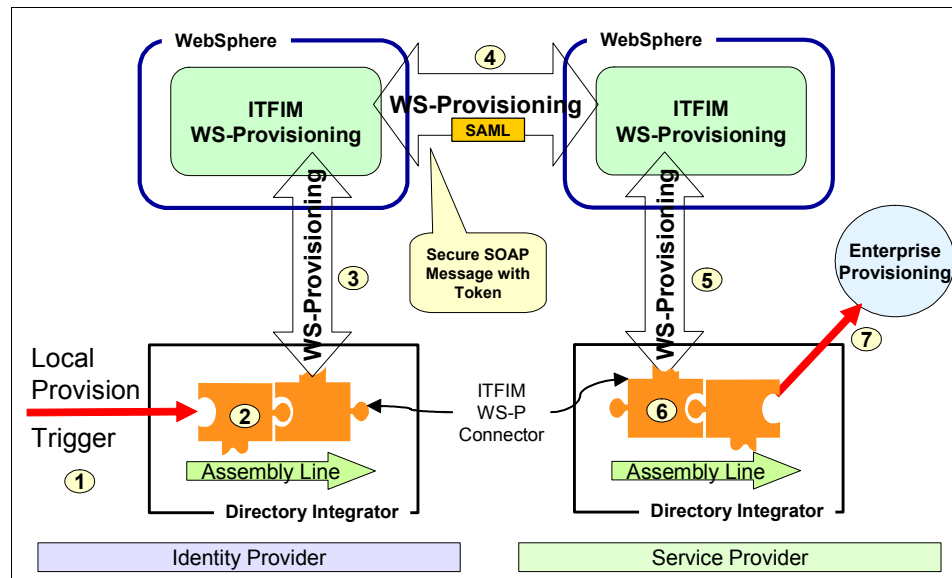 WebSphere
ITFIM
WS-Provisioning
4
WS-Provisioning
SAML
WebSphere
ITFIM
WS-Provisioning
WS-Provisioning
3
Secure SOAP
Message with
Token
WS-Provisioning
5
Enterprise
Provisioning
7
Local
Provision
Trigger
1
2
Assembly Line
Directory Integrator
ITFIM
WS-P
Connector
6
Assembly Line
Directory Integrator
Identity Provider
Service Provider